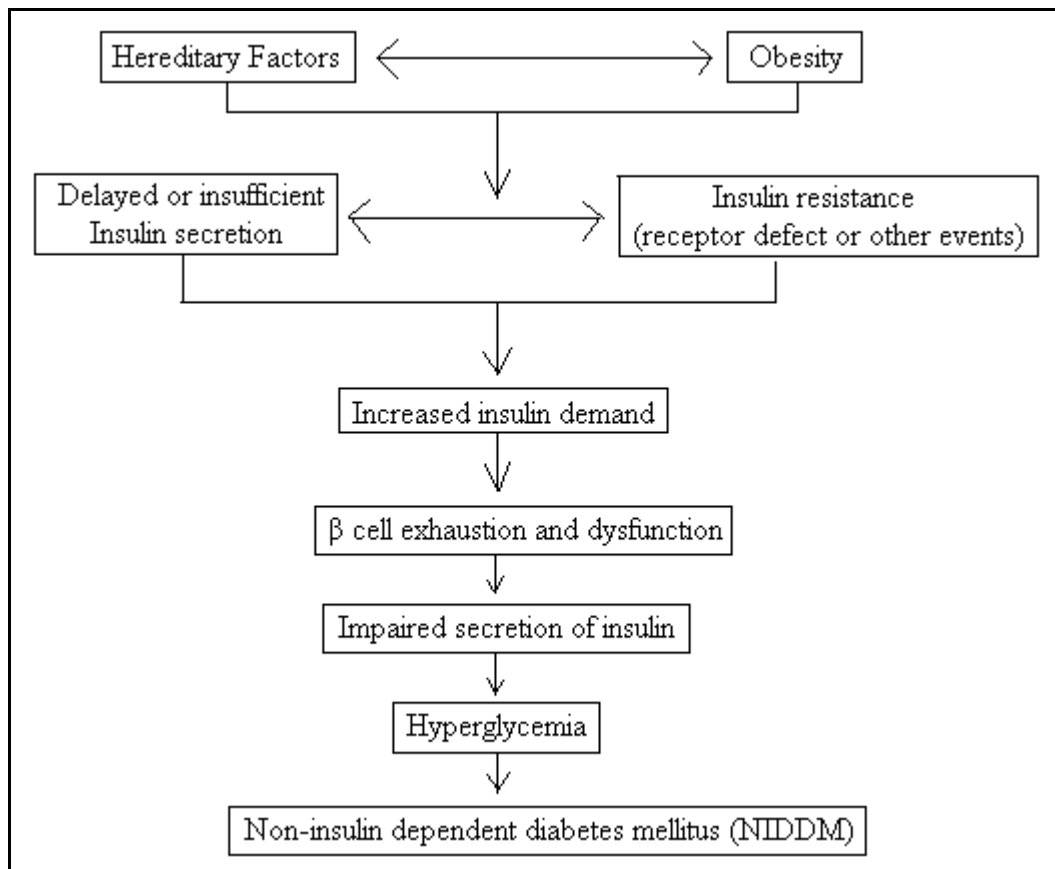 Hereditary Factors
Obesity
Delayed or insufficient
Insulin secretion
Insulin resistance
(receptor defect or other events)
Increased insulin demand
β cell exhaustion and dysfunction
Impaired secretion of insulin
Hyperglycemia
Non-insulin dependent diabetes mellitus (NIDDM)